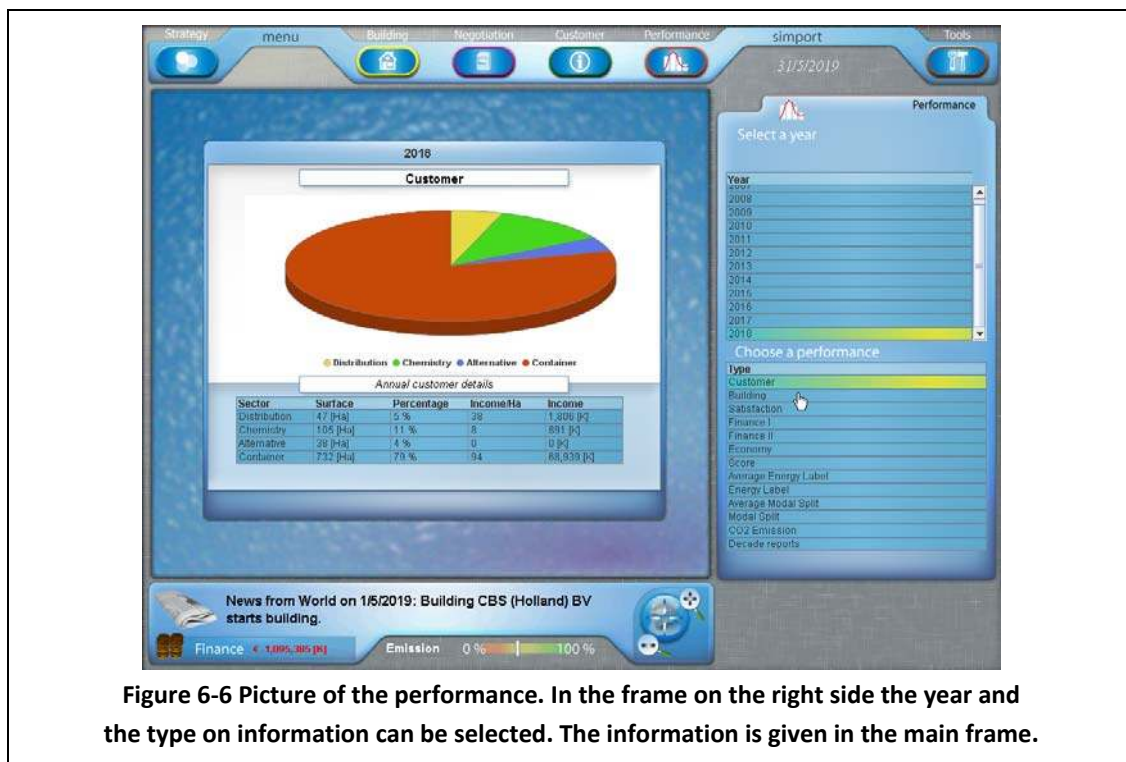 Strategy menu Building Negotiation Customer Performance simport Tools
31/5/2019
Performance
Select a year
Year
2007
2008
2009
2010
2011
2012
2013
2014
2015
2016
2017
2018
Choose a performance
Type
Customer
Building
Satisfaction
Finance I
Finance II
Economy
Score
Average Energy Label
Energy Label
Average Modal Split
Modal Split
CO2 Emission
Decade reports
2018
Customer
Distribution Chemistry Alternative Container
Annual customer details
Sector Surface Percentage Income/Ha Income
Distribution 47 [Ha] 5 % 38 1,806 [K]
Chemistry 105 [Ha] 11 % 8 891 [K]
Alternative 38 [Ha] 4 % 0 0 [K]
Container 732 [Ha] 79 % 94 68,939 [K]
News from World on 1/5/2019: Building CBS (Holland) BV
starts building.
Finance € 1,095,385 [K] Emission 0 % 100 %
Figure 6-6 Picture of the performance. In the frame on the right side the year and
the type on information can be selected. The information is given in the main frame.